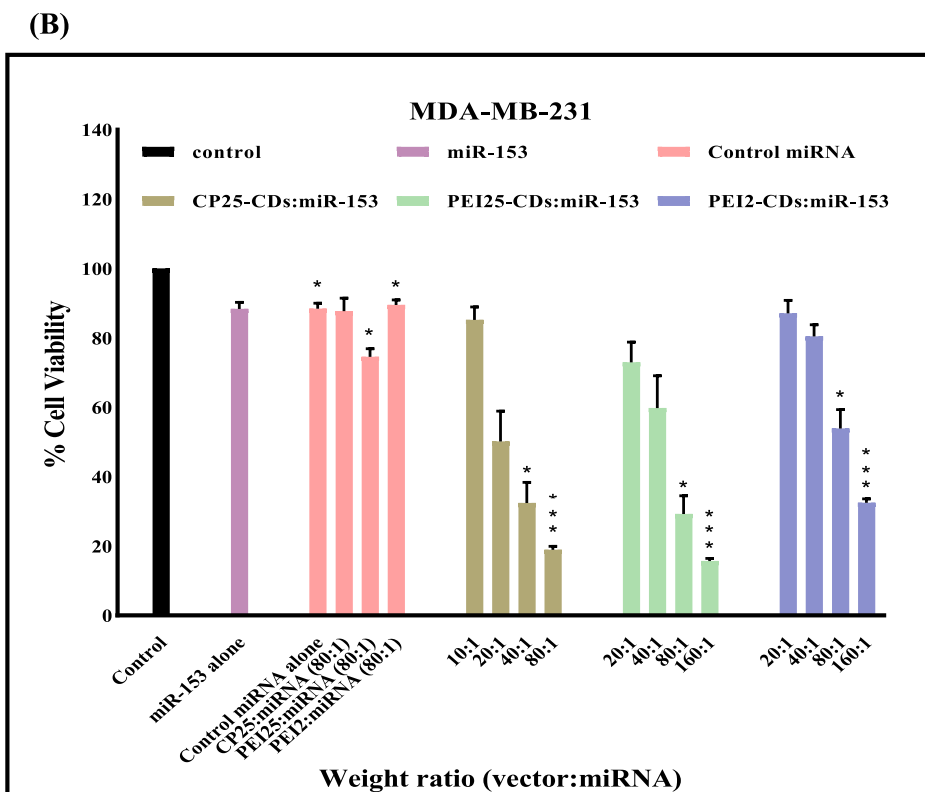 (B)
MDA-MB-231
140
120
100
80
60
40
20
0
% Cell Viability
control
miR-153
Control miRNA
CP25-CDs:miR-153
PEI25-CDs:miR-153
PEI2-CDs:miR-153
*
*
*
*
***
*
***
*
***
Control
miR-153 alone
Control miRNA alone
CP25:miRNA (80:1)
PEI25:miRNA (80:1)
PEI2:miRNA (80:1)
10:1
20:1
40:1
80:1
20:1
40:1
80:1
160:1
20:1
40:1
80:1
160:1
Weight ratio (vector:miRNA)